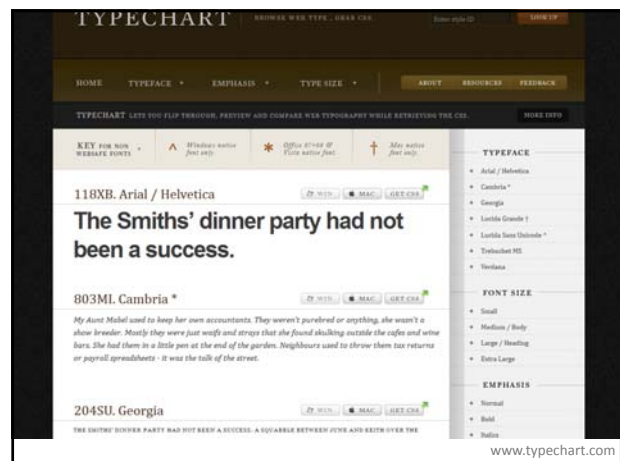 TYPECHART
BROWSE WEB TYPE , GRAB CSS.
Enter style ID
LOOK UP
HOME TYPEFACE EMPHASIS TYPE SIZE
ABOUT RESOURCES FEEDBACK
TYPECHART LETS YOU FLIP THROUGH, PREVIEW AND COMPARE WEB TYPOGRAPHY WHILE RETRIEVING THE CSS.
MORE INFO
KEY FOR NON
WEBSAFE FONTS
^ Windows native
font only.
* Office 07+08 &
Vista native font.
† Mac native
font only.
118XB. Arial / Helvetica
WIN MAC GET CSS
The Smiths’ dinner party had not
been a success.
803MI. Cambria *
WIN MAC GET CSS
My Aunt Mabel used to keep her own accountants. They weren't purebred or anything, she wasn't a
show breeder. Mostly they were just waifs and strays that she found skulking outside the cafes and wine
bars. She had them in a little pen at the end of the garden. Neighbours used to throw them tax returns
or payroll spreadsheets - it was the talk of the street.
204SU. Georgia
WIN MAC GET CSS
THE SMITHS' DINNER PARTY HAD NOT BEEN A SUCCESS. A SQUABBLE BETWEEN JUNE AND KEITH OVER THE
TYPEFACE
Arial / Helvetica
Cambria *
Georgia
Lucida Grande †
Lucida Sans Unicode ^
Trebuchet MS
Verdana
FONT SIZE
Small
Medium / Body
Large / Heading
Extra Large
EMPHASIS
Normal
Bold
Italics
www.typechart.com